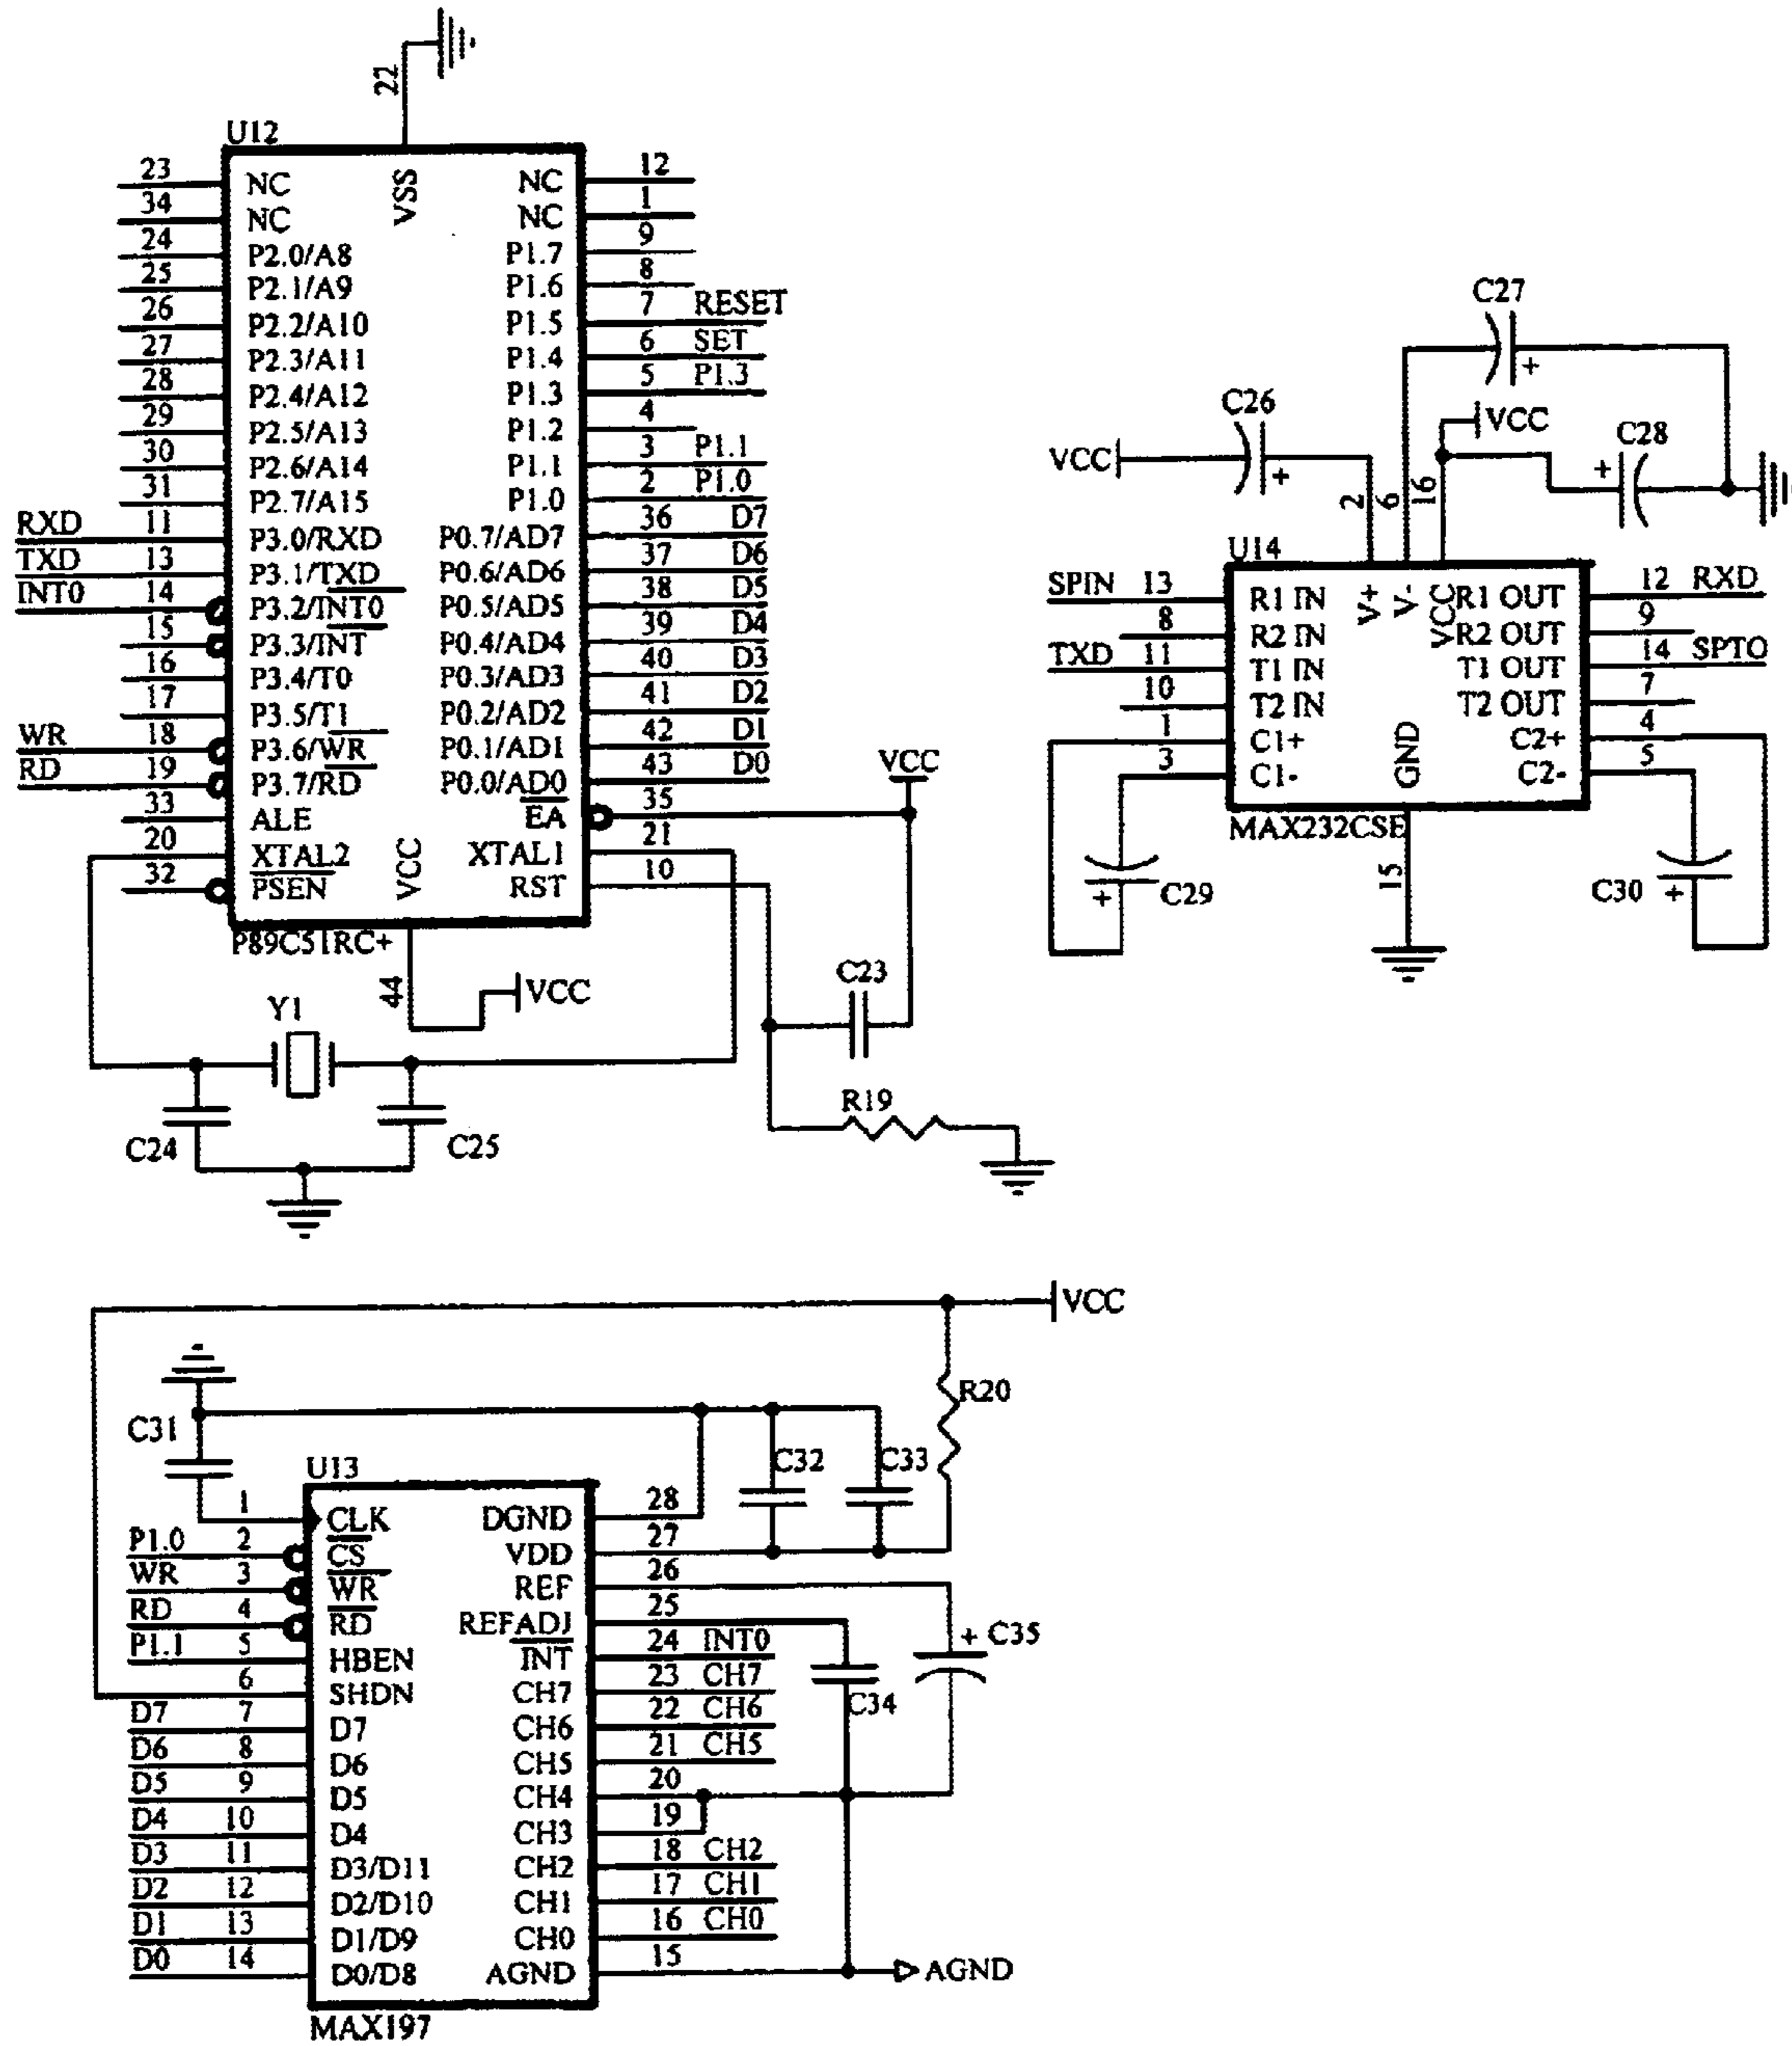 22
U12
23 NC VSS NC 12
34 NC NC 1
24 P2.0/A8 P1.7 9
25 P2.1/A9 P1.6 8
26 P2.2/A10 P1.5 7 RESET
27 P2.3/A11 P1.4 6 SET
28 P2.4/A12 P1.3 5 P1.3
29 P2.5/A13 P1.2 4
30 P2.6/A14 P1.1 3 P1.1
31 P2.7/A15 P1.0 2 P1.0
RXD 11 P3.0/RXD P0.7/AD7 36 D7
TXD 13 P3.1/TXD P0.6/AD6 37 D6
INT0 14 P3.2/INT0 P0.5/AD5 38 D5
15 P3.3/INT P0.4/AD4 39 D4
16 P3.4/T0 P0.3/AD3 40 D3
17 P3.5/T1 P0.2/AD2 41 D2
WR 18 P3.6/WR P0.1/AD1 42 D1
RD 19 P3.7/RD P0.0/AD0 43 D0
33 ALE EA 35 VCC
20 XTAL2 XTAL1 21
32 PSEN VCC RST 10
P89C51RC+
44 VCC
Y1
C23
C24 C25
R19
C27
C26 VCC C28
VCC
2 6 16
U14
SPIN 13 R1 IN V+ V- VCC R1 OUT 12 RXD
8 R2 IN R2 OUT 9
TXD 11 T1 IN T1 OUT 14 SPTO
10 T2 IN T2 OUT 7
1 C1+ GND C2+ 4
3 C1- C2- 5
MAX232CSE
15
C29 C30
VCC
R20
C31 C32 C33
U13
1 CLK DGND 28
P1.0 2 CS VDD 27
WR 3 WR REF 26
RD 4 RD REFADJ 25
P1.1 5 HBEN INT 24 INT0
6 SHDN CH7 23 CH7
D7 7 D7 CH6 22 CH6
D6 8 D6 CH5 21 CH5
D5 9 D5 CH4 20
D4 10 D4 CH3 19
D3 11 D3/D11 CH2 18 CH2
D2 12 D2/D10 CH1 17 CH1
D1 13 D1/D9 CH0 16 CH0
D0 14 D0/D8 AGND 15 AGND
+ C35
C34
MAX197